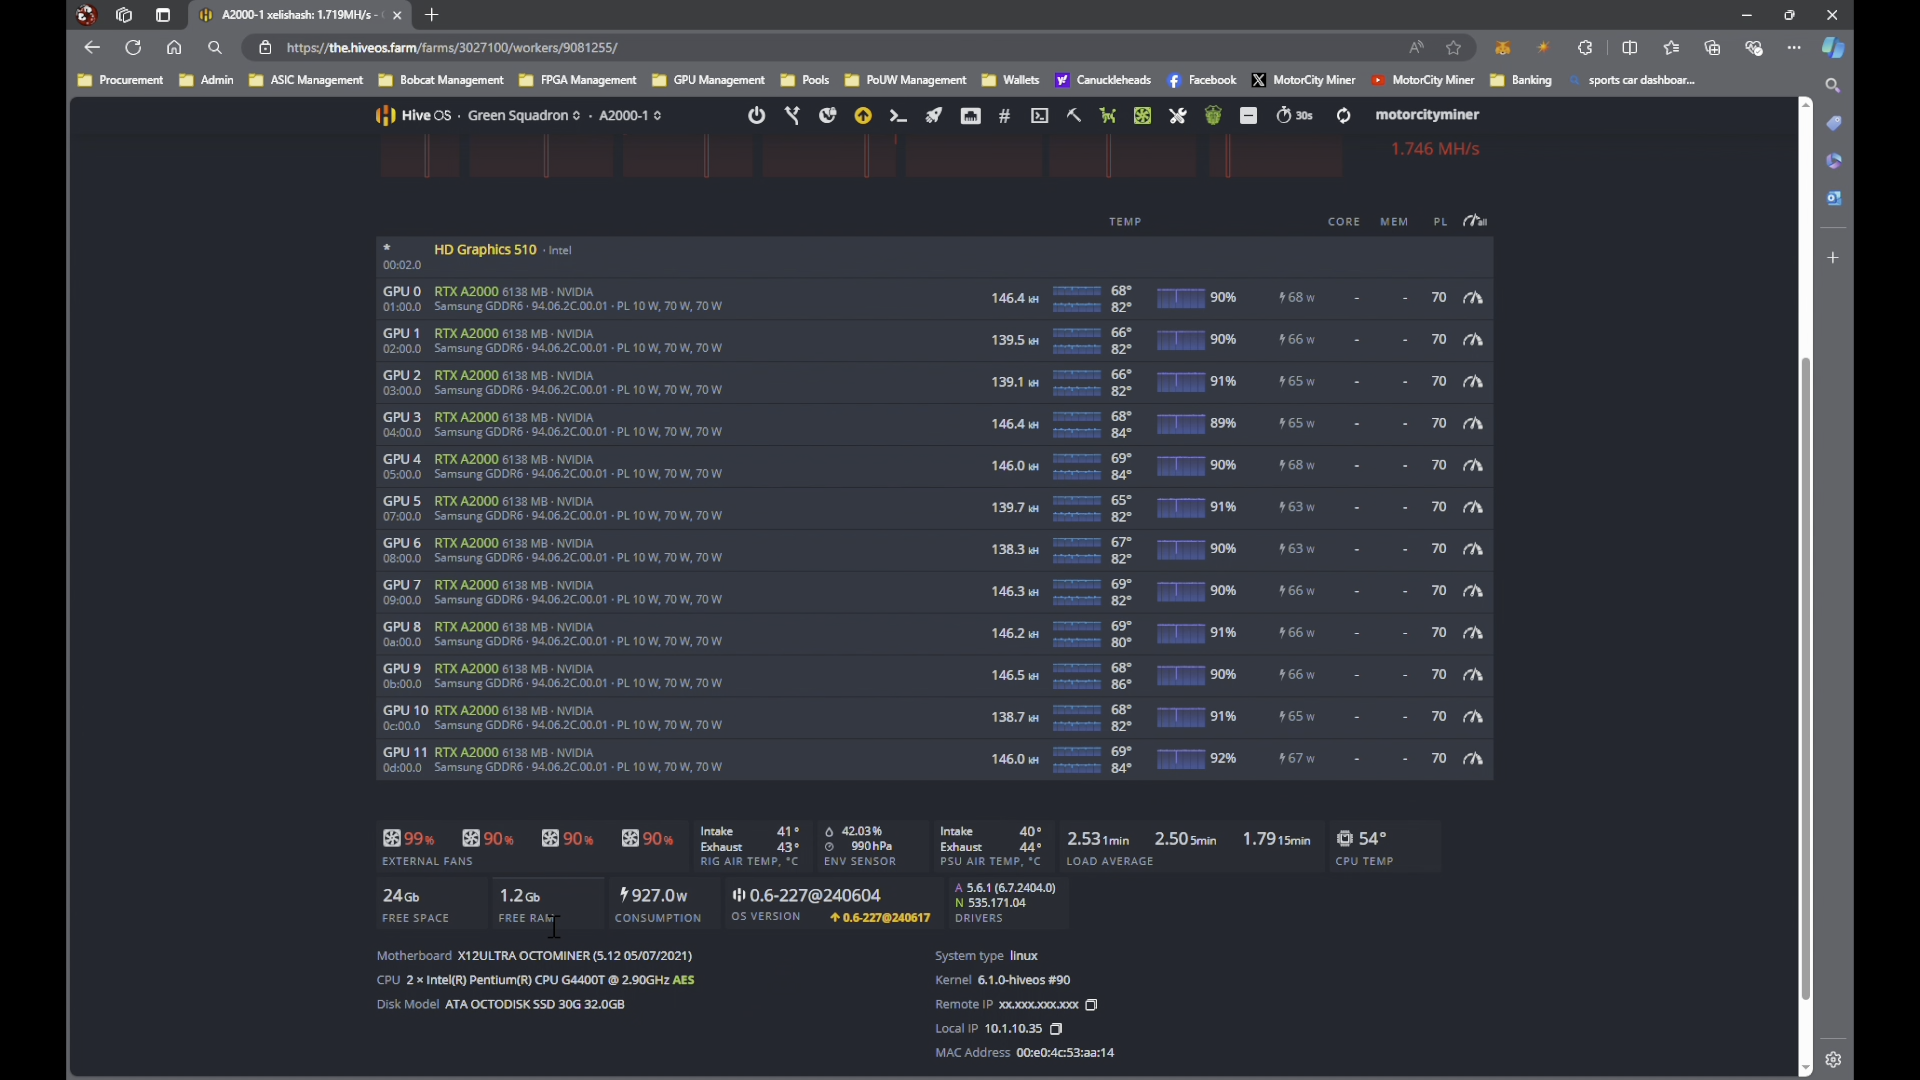 A2000-1 xelishash: 1.719MH/s -
https://the.hiveos.farm/farms/3027100/workers/9081255/
Procurement Admin ASIC Management Bobcat Management FPGA Management GPU Management Pools PoUW Management Wallets Canuckleheads Facebook MotorCity Miner MotorCity Miner Banking sports car dashboar...
Hive OS · Green Squadron · A2000-1 30s motorcityminer
1.746 MH/s
TEMP CORE MEM PL all
* HD Graphics 510 · Intel
00:02.0
GPU 0 RTX A2000 6138 MB · NVIDIA 146.4 kH 68° 90% 68 w - - 70
01:00.0 Samsung GDDR6 · 94.06.2C.00.01 · PL 10 W, 70 W, 70 W 82°
GPU 1 RTX A2000 6138 MB · NVIDIA 139.5 kH 66° 90% 66 w - - 70
02:00.0 Samsung GDDR6 · 94.06.2C.00.01 · PL 10 W, 70 W, 70 W 82°
GPU 2 RTX A2000 6138 MB · NVIDIA 139.1 kH 66° 91% 65 w - - 70
03:00.0 Samsung GDDR6 · 94.06.2C.00.01 · PL 10 W, 70 W, 70 W 82°
GPU 3 RTX A2000 6138 MB · NVIDIA 146.4 kH 68° 89% 65 w - - 70
04:00.0 Samsung GDDR6 · 94.06.2C.00.01 · PL 10 W, 70 W, 70 W 84°
GPU 4 RTX A2000 6138 MB · NVIDIA 146.0 kH 69° 90% 68 w - - 70
05:00.0 Samsung GDDR6 · 94.06.2C.00.01 · PL 10 W, 70 W, 70 W 84°
GPU 5 RTX A2000 6138 MB · NVIDIA 139.7 kH 65° 91% 63 w - - 70
07:00.0 Samsung GDDR6 · 94.06.2C.00.01 · PL 10 W, 70 W, 70 W 82°
GPU 6 RTX A2000 6138 MB · NVIDIA 138.3 kH 67° 90% 63 w - - 70
08:00.0 Samsung GDDR6 · 94.06.2C.00.01 · PL 10 W, 70 W, 70 W 82°
GPU 7 RTX A2000 6138 MB · NVIDIA 146.3 kH 69° 90% 66 w - - 70
09:00.0 Samsung GDDR6 · 94.06.2C.00.01 · PL 10 W, 70 W, 70 W 82°
GPU 8 RTX A2000 6138 MB · NVIDIA 146.2 kH 69° 91% 66 w - - 70
0a:00.0 Samsung GDDR6 · 94.06.2C.00.01 · PL 10 W, 70 W, 70 W 80°
GPU 9 RTX A2000 6138 MB · NVIDIA 146.5 kH 68° 90% 66 w - - 70
0b:00.0 Samsung GDDR6 · 94.06.2C.00.01 · PL 10 W, 70 W, 70 W 86°
GPU 10 RTX A2000 6138 MB · NVIDIA 138.7 kH 68° 91% 65 w - - 70
0c:00.0 Samsung GDDR6 · 94.06.2C.00.01 · PL 10 W, 70 W, 70 W 82°
GPU 11 RTX A2000 6138 MB · NVIDIA 146.0 kH 69° 92% 67 w - - 70
0d:00.0 Samsung GDDR6 · 94.06.2C.00.01 · PL 10 W, 70 W, 70 W 84°
99% 90% 90% 90%
EXTERNAL FANS
Intake 41°
Exhaust 43°
RIG AIR TEMP, °C
42.03%
990 hPa
ENV SENSOR
Intake 40°
Exhaust 44°
PSU AIR TEMP, °C
2.53 1min 2.50 5min 1.79 15min
LOAD AVERAGE
54°
CPU TEMP
24 Gb
FREE SPACE
1.2 Gb
FREE RAM
927.0 w
CONSUMPTION
0.6-227@240604
OS VERSION 0.6-227@240617
A 5.6.1 (6.7.2404.0)
N 535.171.04
DRIVERS
Motherboard X12ULTRA OCTOMINER (5.12 05/07/2021)
CPU 2 × Intel(R) Pentium(R) CPU G4400T @ 2.90GHz AES
Disk Model ATA OCTODISK SSD 30G 32.0GB
System type linux
Kernel 6.1.0-hiveos #90
Remote IP xx.xxx.xxx.xxx
Local IP 10.1.10.35
MAC Address 00:e0:4c:53:aa:14